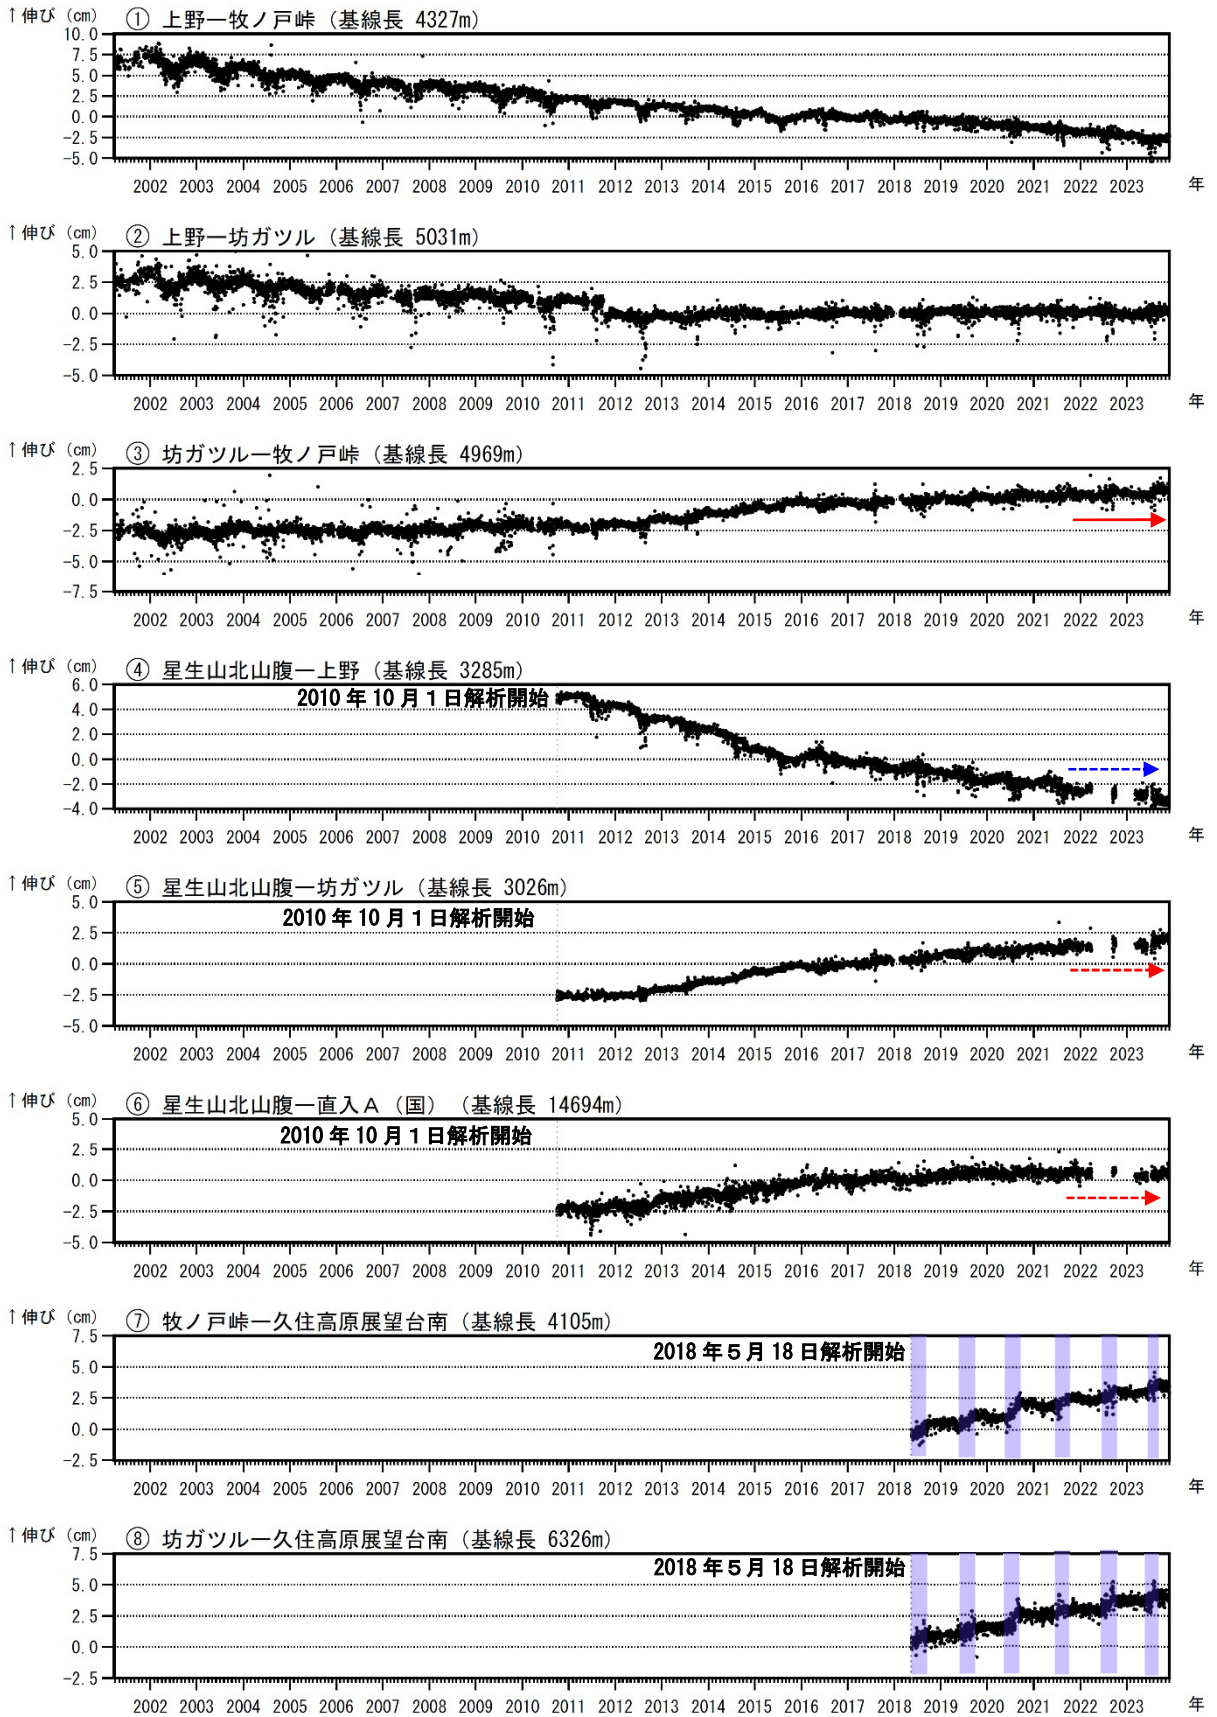 ↑伸び（cm） ① 上野ー牧ノ戸峠（基線長 4327m）
10.0
7.5
5.0
2.5
0.0
-2.5
-5.0
2002 2003 2004 2005 2006 2007 2008 2009 2010 2011 2012 2013 2014 2015 2016 2017 2018 2019 2020 2021 2022 2023 年
↑伸び（cm） ② 上野ー坊ガツル（基線長 5031m）
5.0
2.5
0.0
-2.5
-5.0
2002 2003 2004 2005 2006 2007 2008 2009 2010 2011 2012 2013 2014 2015 2016 2017 2018 2019 2020 2021 2022 2023 年
↑伸び（cm） ③ 坊ガツルー牧ノ戸峠（基線長 4969m）
2.5
0.0
-2.5
-5.0
-7.5
2002 2003 2004 2005 2006 2007 2008 2009 2010 2011 2012 2013 2014 2015 2016 2017 2018 2019 2020 2021 2022 2023 年
↑伸び（cm） ④ 星生山北山腹ー上野（基線長 3285m）
6.0
2010年10月1日解析開始
4.0
2.0
0.0
-2.0
-4.0
2002 2003 2004 2005 2006 2007 2008 2009 2010 2011 2012 2013 2014 2015 2016 2017 2018 2019 2020 2021 2022 2023 年
↑伸び（cm） ⑤ 星生山北山腹ー坊ガツル（基線長 3026m）
5.0
2010年10月1日解析開始
2.5
0.0
-2.5
-5.0
2002 2003 2004 2005 2006 2007 2008 2009 2010 2011 2012 2013 2014 2015 2016 2017 2018 2019 2020 2021 2022 2023 年
↑伸び（cm） ⑥ 星生山北山腹ー直入Ａ（国）（基線長 14694m）
5.0
2010年10月1日解析開始
2.5
0.0
-2.5
-5.0
2002 2003 2004 2005 2006 2007 2008 2009 2010 2011 2012 2013 2014 2015 2016 2017 2018 2019 2020 2021 2022 2023 年
↑伸び（cm） ⑦ 牧ノ戸峠ー久住高原展望台南（基線長 4105m）
7.5
2018年5月18日解析開始
5.0
2.5
0.0
-2.5
2002 2003 2004 2005 2006 2007 2008 2009 2010 2011 2012 2013 2014 2015 2016 2017 2018 2019 2020 2021 2022 2023 年
↑伸び（cm） ⑧ 坊ガツルー久住高原展望台南（基線長 6326m）
7.5
2018年5月18日解析開始
5.0
2.5
0.0
-2.5
2002 2003 2004 2005 2006 2007 2008 2009 2010 2011 2012 2013 2014 2015 2016 2017 2018 2019 2020 2021 2022 2023 年